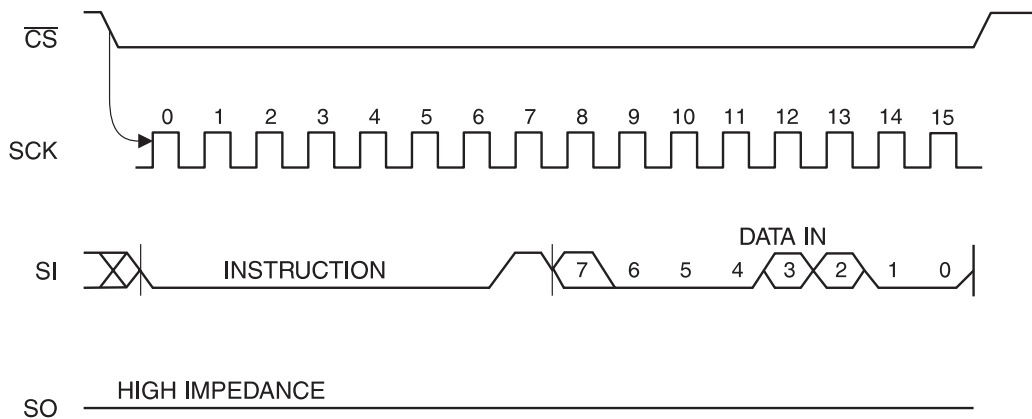 CS
0 1 2 3 4 5 6 7 8 9 10 11 12 13 14 15
SCK
DATA IN
SI
INSTRUCTION
7 6 5 4 3 2 1 0
HIGH IMPEDANCE
SO